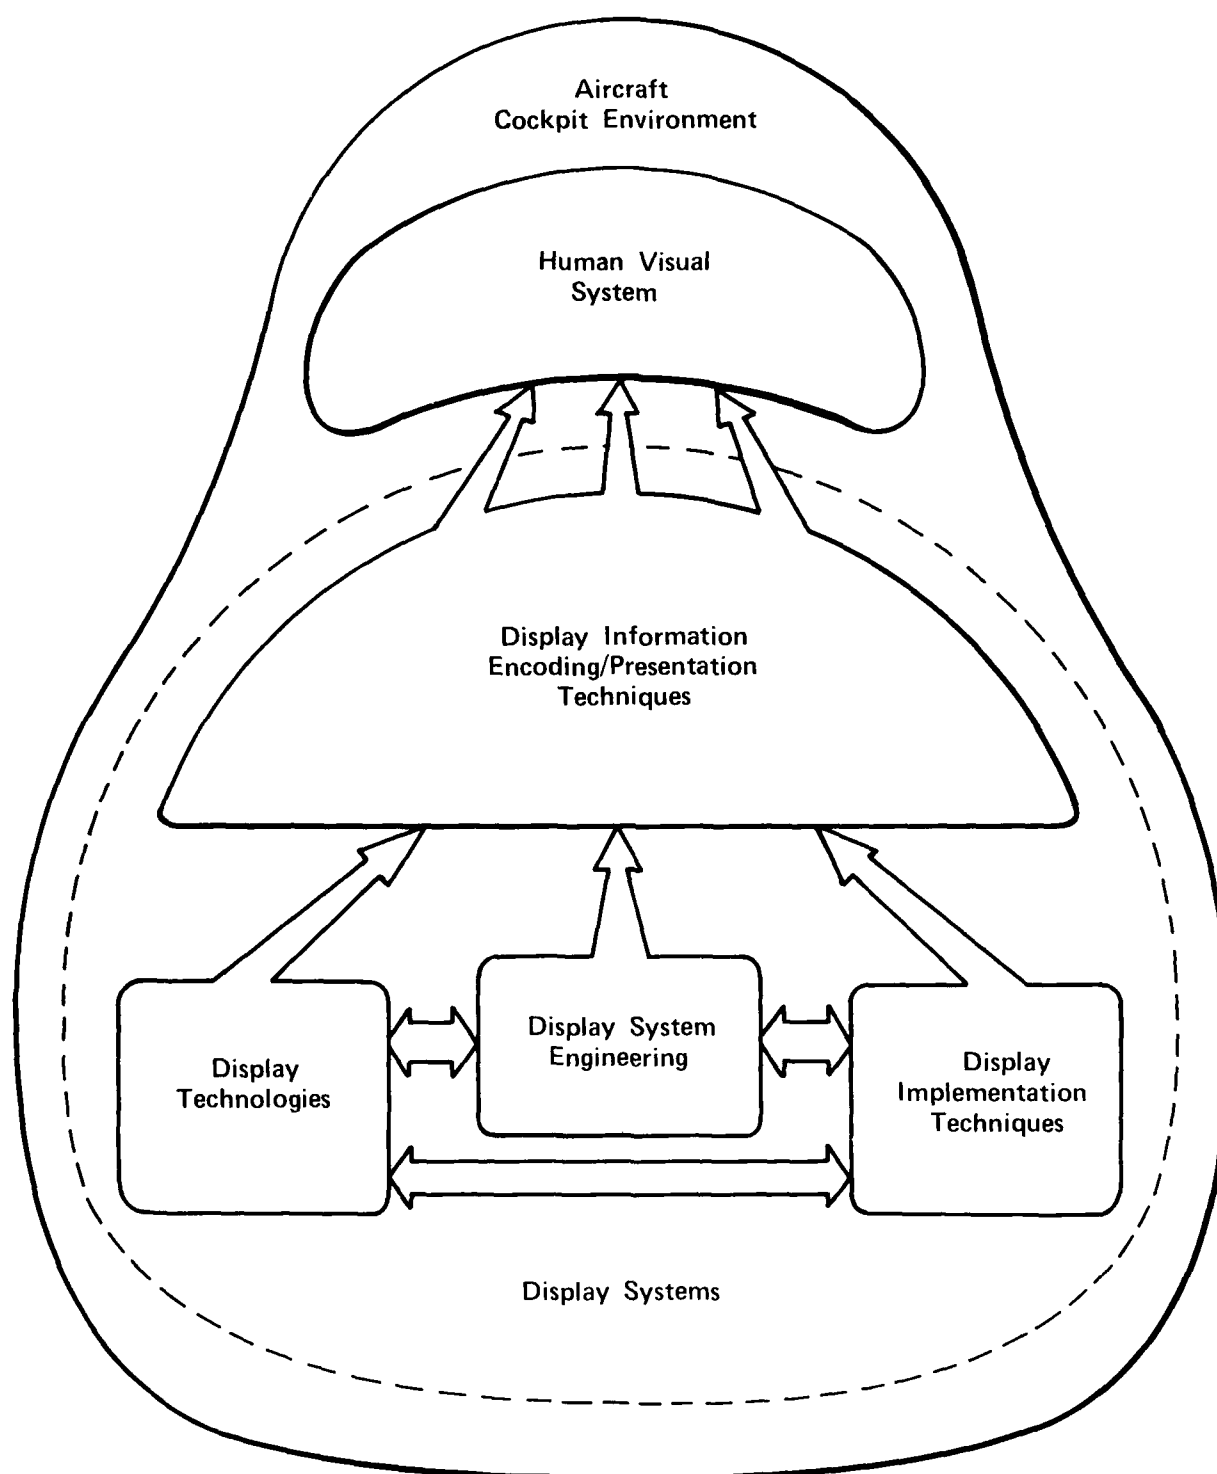 Aircraft
Cockpit Environment
Human Visual
System
Display Information
Encoding/Presentation
Techniques
Display System
Engineering
Display
Technologies
Display
Implementation
Techniques
Display Systems